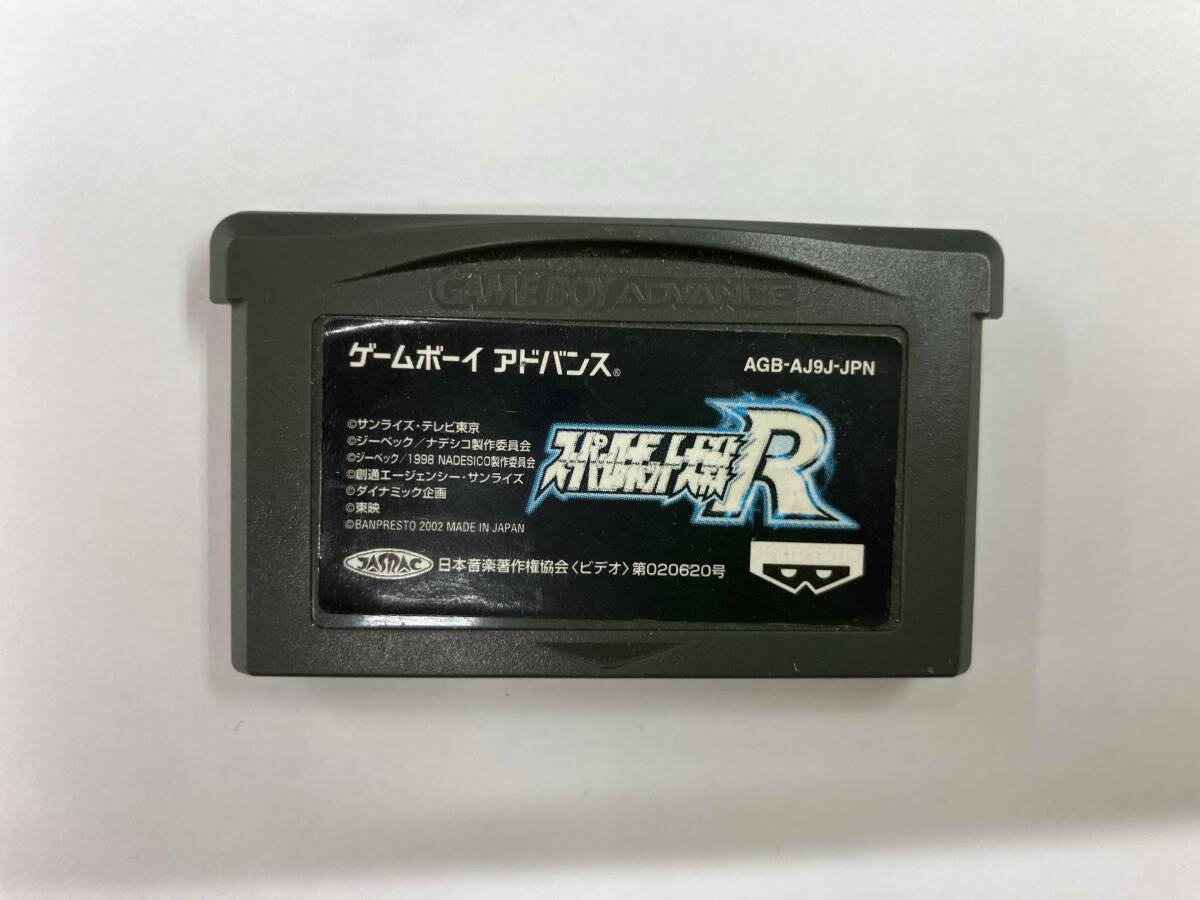 GAME BOY ADVANCE
ゲームボーイ アドバンス®
AGB-AJ9J-JPN
©サンライズ・テレビ東京
©ジーベック／ナデシコ製作委員会
©ジーベック／1998 NADESICO製作委員会
©創通エージェンシー・サンライズ
©ダイナミック企画
©東映
©BANPRESTO 2002 MADE IN JAPAN
スーパーロボット大戦R
JASRAC 日本音楽著作権協会〈ビデオ〉第020620号
BANPRESTO